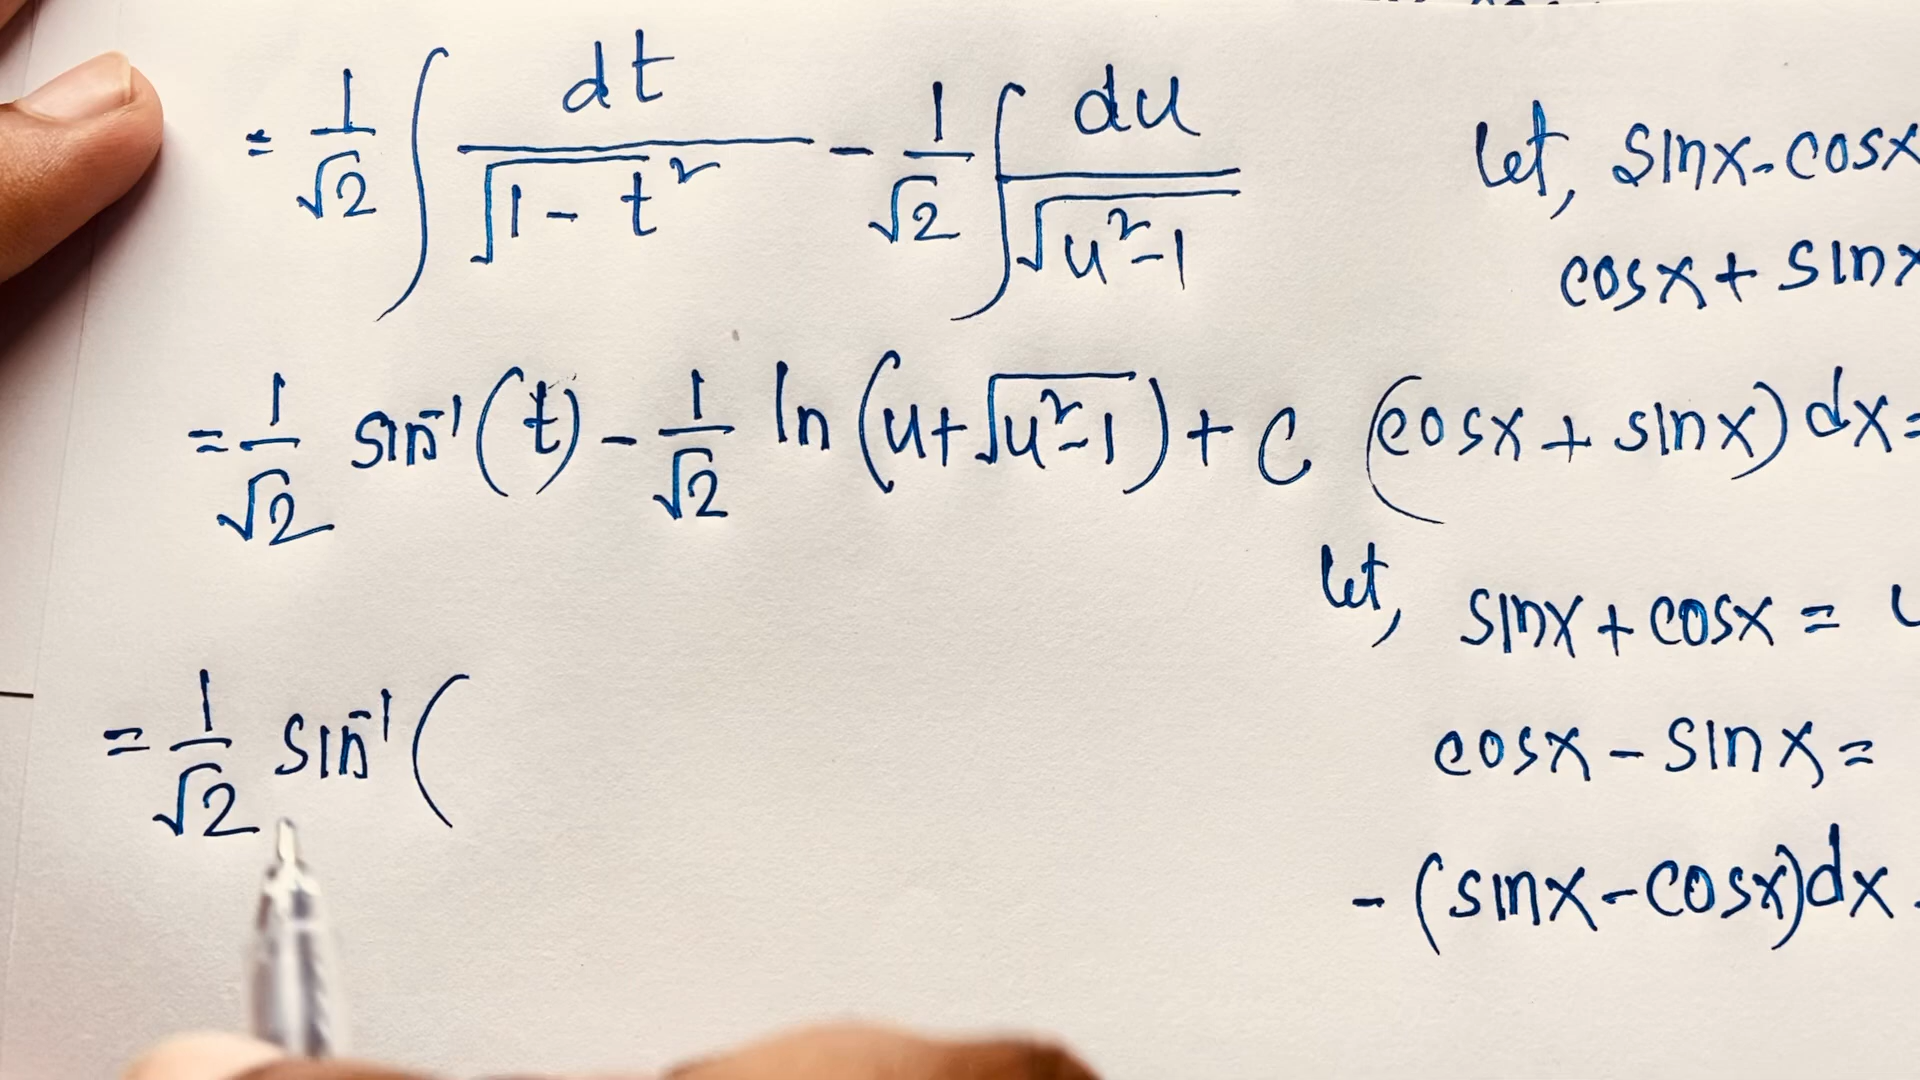 = 1/√2 ∫ dt/√(1-t²) - 1/√2 ∫ du/√(u²-1)
= 1/√2 sin⁻¹(t) - 1/√2 ln(u+√(u²-1)) + c
= 1/√2 sin⁻¹(
let, sinx-cosx
cosx + sinx
(cosx + sinx)dx=
let, sinx + cosx =
cosx - sinx =
- (sinx-cosx)dx